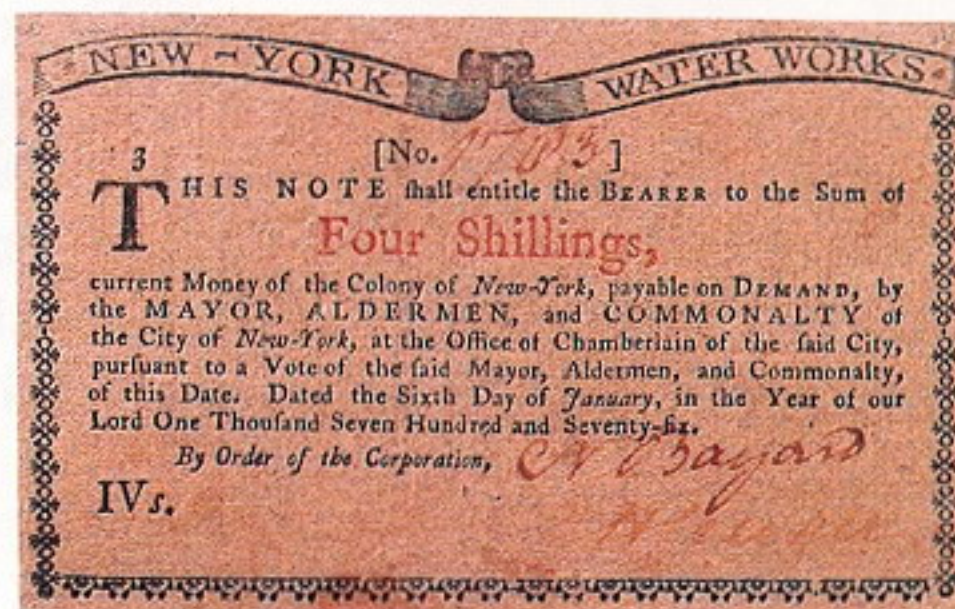 NEW-YORK WATER WORKS
3
[No. 1783]
THIS NOTE ſhall entitle the BEARER to the Sum of
Four Shillings,
current Money of the Colony of New-York, payable on DEMAND, by
the MAYOR, ALDERMEN, and COMMONALTY of
the City of New-York, at the Office of Chamberlain of the ſaid City,
purſuant to a Vote of the ſaid Mayor, Aldermen, and Commonalty,
of this Date. Dated the Sixth Day of January, in the Year of our
Lord One Thouſand Seven Hundred and Seventy-ſix.
By Order of the Corporation, N Bayard
IVs.